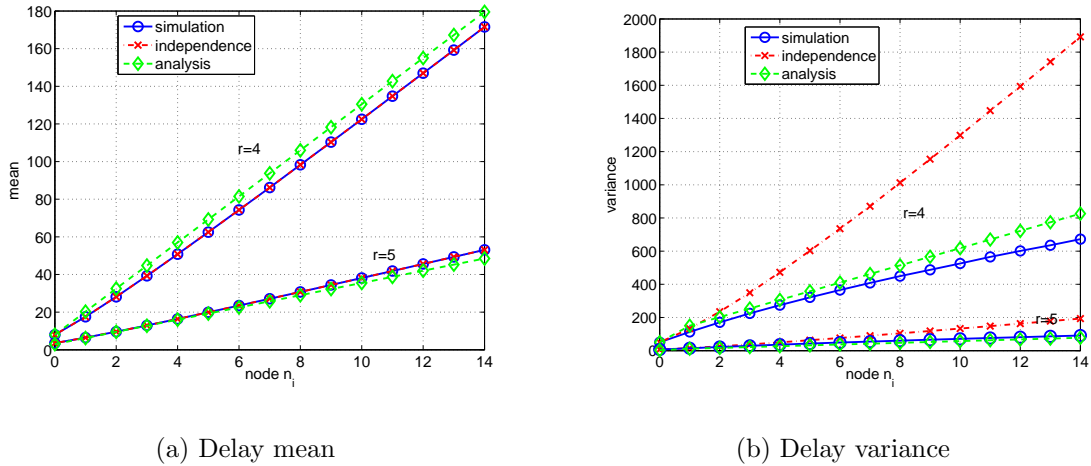 180
160
140
120
100
80
60
40
20
0
mean
0 2 4 6 8 10 12 14
node n_i
simulation
independence
analysis
r=4
r=5
(a) Delay mean
2000
1800
1600
1400
1200
1000
800
600
400
200
0
variance
0 2 4 6 8 10 12 14
node n_i
simulation
independence
analysis
r=4
r=5
(b) Delay variance